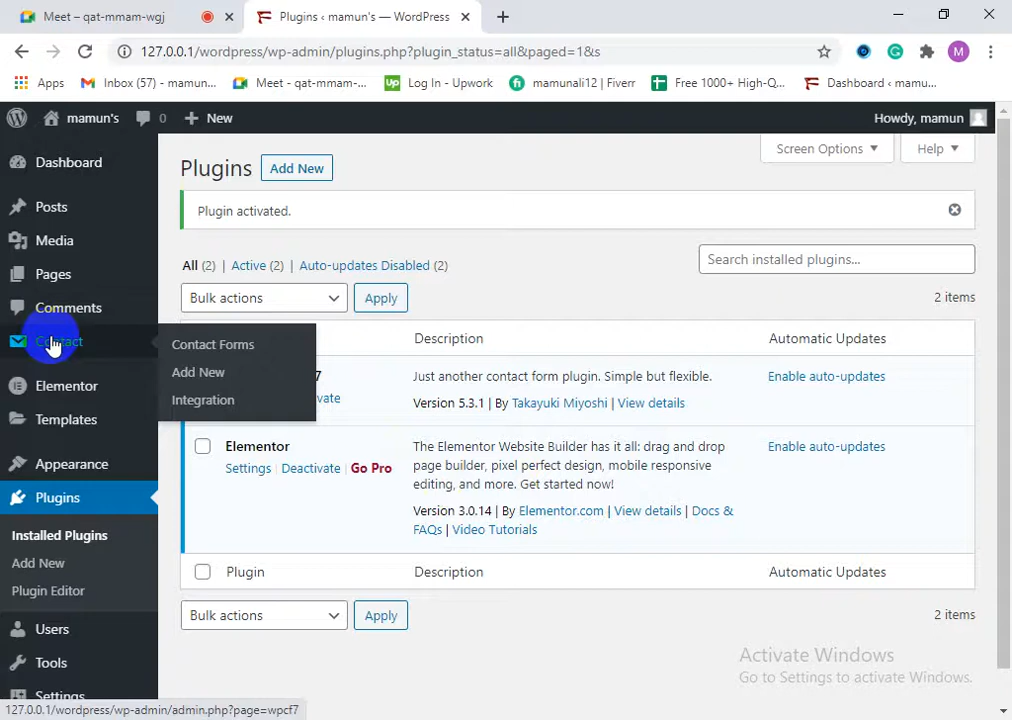 Meet – qat-mmam-wgj
Plugins ‹ mamun's — WordPress
127.0.0.1/wordpress/wp-admin/plugins.php?plugin_status=all&paged=1&s
M
Apps
Inbox (57) - mamun...
Meet - qat-mmam-...
Up
Log In - Upwork
fi
mamunali12 | Fiverr
Free 1000+ High-Q...
Dashboard ‹ mamu...
mamun's
0
New
Howdy, mamun
Dashboard
Posts
Media
Pages
Comments
Contact
Elementor
Templates
Appearance
Plugins
Installed Plugins
Add New
Plugin Editor
Users
Tools
Settings
Contact Forms
Add New
Integration
Screen Options
Help
Plugins
Add New
Plugin activated.
All (2) | Active (2) | Auto-updates Disabled (2)
Search installed plugins...
Bulk actions
Apply
2 items
Description
Automatic Updates
7
Just another contact form plugin. Simple but flexible.
Enable auto-updates
Version 5.3.1 | By Takayuki Miyoshi | View details
Elementor
Settings | Deactivate | Go Pro
The Elementor Website Builder has it all: drag and drop
page builder, pixel perfect design, mobile responsive
editing, and more. Get started now!
Enable auto-updates
Version 3.0.14 | By Elementor.com | View details | Docs &
FAQs | Video Tutorials
Plugin
Description
Automatic Updates
Bulk actions
Apply
2 items
Activate Windows
Go to Settings to activate Windows.
127.0.0.1/wordpress/wp-admin/admin.php?page=wpcf7